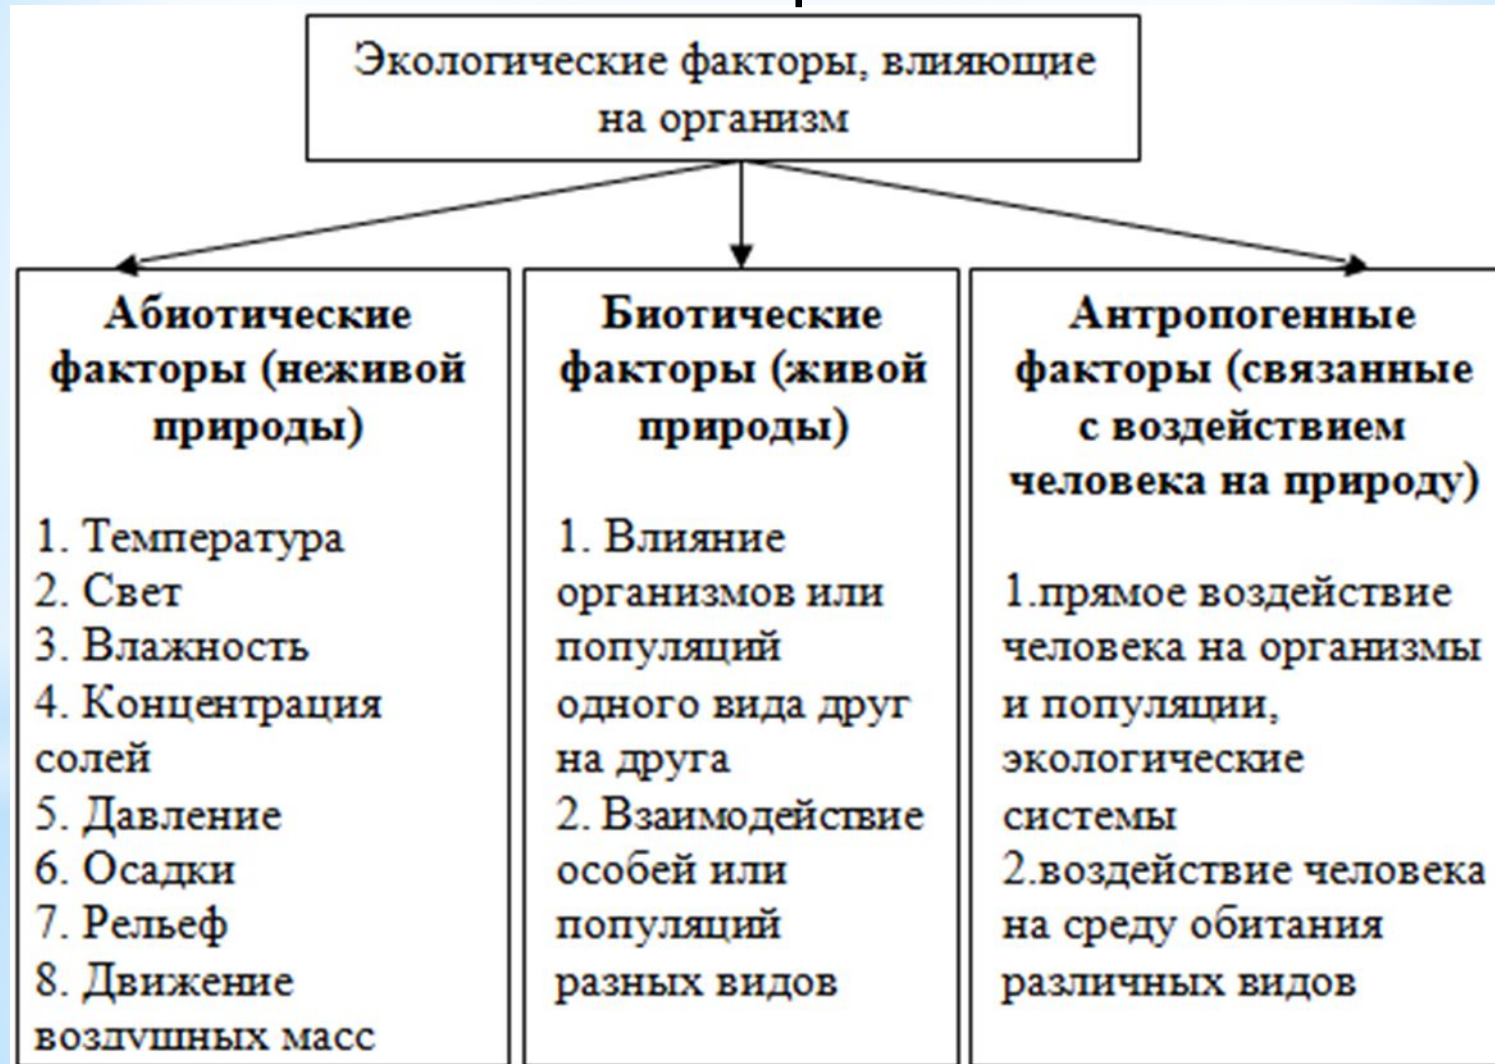 Экологические факторы, влияющие
на организм
Абиотические
факторы (неживой
природы)
1. Температура
2. Свет
3. Влажность
4. Концентрация
солей
5. Давление
6. Осадки
7. Рельеф
8. Движение
воздушных масс
Биотические
факторы (живой
природы)
1. Влияние
организмов или
популяций
одного вида друг
на друга
2. Взаимодействие
особей или
популяций
разных видов
Антропогенные
факторы (связанные
с воздействием
человека на природу)
1.прямое воздействие
человека на организмы
и популяции,
экологические
системы
2.воздействие человека
на среду обитания
различных видов